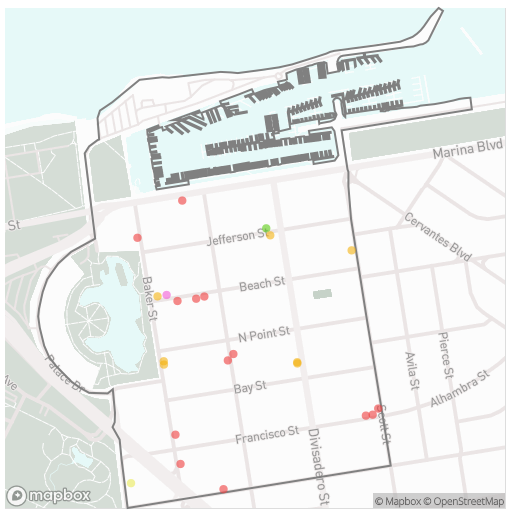 Marina Blvd
St
Cervantes Blvd
Jefferson St
Baker St
Beach St
N Point St
Pierce St
Avila St
Palace Dr
Ave
Bay St
Alhambra St
Scott St
Francisco St
Divisadero St
mapbox
© Mapbox © OpenStreetMap